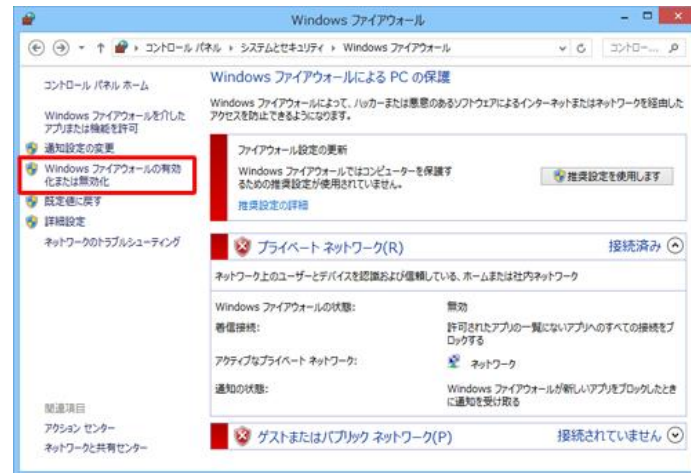 Windows ファイアウォール
コントロール パネル ▸ システムとセキュリティ ▸ Windows ファイアウォール
コントロー...
コントロール パネル ホーム
Windows ファイアウォールを介した
アプリまたは機能を許可
通知設定の変更
Windows ファイアウォールの有効
化または無効化
既定値に戻す
詳細設定
ネットワークのトラブルシューティング
関連項目
アクション センター
ネットワークと共有センター
Windows ファイアウォールによる PC の保護
Windows ファイアウォールによって、ハッカーまたは悪意のあるソフトウェアによるインターネットまたはネットワークを経由した
アクセスを防止できるようになります。
ファイアウォール設定の更新
Windows ファイアウォールではコンピューターを保護す
るための推奨設定が使用されていません。
推奨設定を使用します
推奨設定の詳細
プライベート ネットワーク(R)
接続済み
ネットワーク上のユーザーとデバイスを認識および信頼している、ホームまたは社内ネットワーク
Windows ファイアウォールの状態:
無効
着信接続:
許可されたアプリの一覧にないアプリへのすべての接続をブ
ロックする
アクティブなプライベート ネットワーク:
ネットワーク
通知の状態:
Windows ファイアウォールが新しいアプリをブロックしたとき
に通知を受け取る
ゲストまたはパブリック ネットワーク(P)
接続されていません